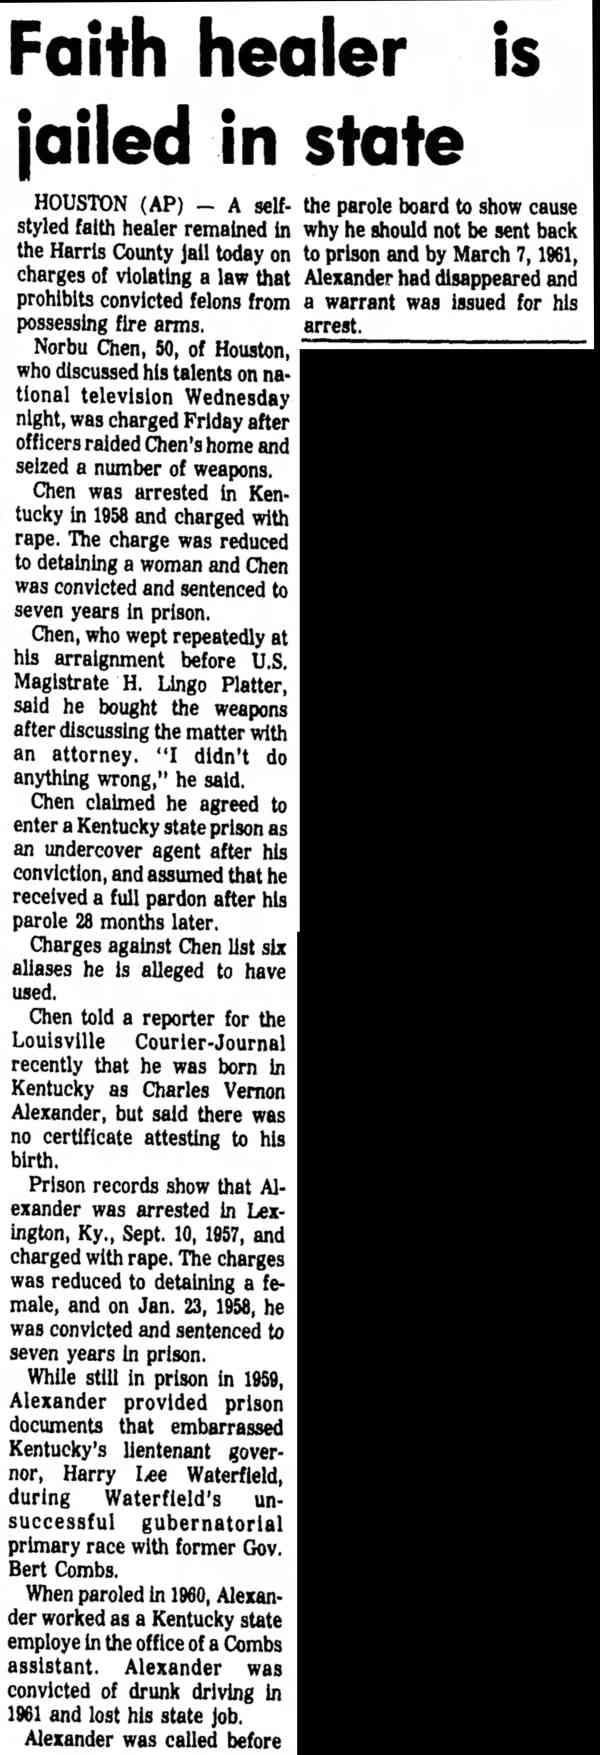 Faith healer is
jailed in state
HOUSTON (AP) — A self-
styled faith healer remained in
the Harris County jail today on
charges of violating a law that
prohibits convicted felons from
possessing fire arms.
Norbu Chen, 50, of Houston,
who discussed his talents on na-
tional television Wednesday
night, was charged Friday after
officers raided Chen's home and
seized a number of weapons.
Chen was arrested in Ken-
tucky in 1958 and charged with
rape. The charge was reduced
to detaining a woman and Chen
was convicted and sentenced to
seven years in prison.
Chen, who wept repeatedly at
his arraignment before U.S.
Magistrate H. Lingo Platter,
said he bought the weapons
after discussing the matter with
an attorney. "I didn't do
anything wrong," he said.
Chen claimed he agreed to
enter a Kentucky state prison as
an undercover agent after his
conviction, and assumed that he
received a full pardon after his
parole 28 months later.
Charges against Chen list six
aliases he is alleged to have
used.
Chen told a reporter for the
Louisville Courier-Journal
recently that he was born in
Kentucky as Charles Vernon
Alexander, but said there was
no certificate attesting to his
birth.
Prison records show that Al-
exander was arrested in Lex-
ington, Ky., Sept. 10, 1957, and
charged with rape. The charges
was reduced to detaining a fe-
male, and on Jan. 23, 1958, he
was convicted and sentenced to
seven years in prison.
While still in prison in 1959,
Alexander provided prison
documents that embarrassed
Kentucky's lientenant gover-
nor, Harry Lee Waterfield,
during Waterfield's un-
successful gubernatorial
primary race with former Gov.
Bert Combs.
When paroled in 1960, Alexan-
der worked as a Kentucky state
employe in the office of a Combs
assistant. Alexander was
convicted of drunk driving in
1961 and lost his state job.
Alexander was called before
the parole board to show cause
why he should not be sent back
to prison and by March 7, 1961,
Alexander had disappeared and
a warrant was issued for his
arrest.